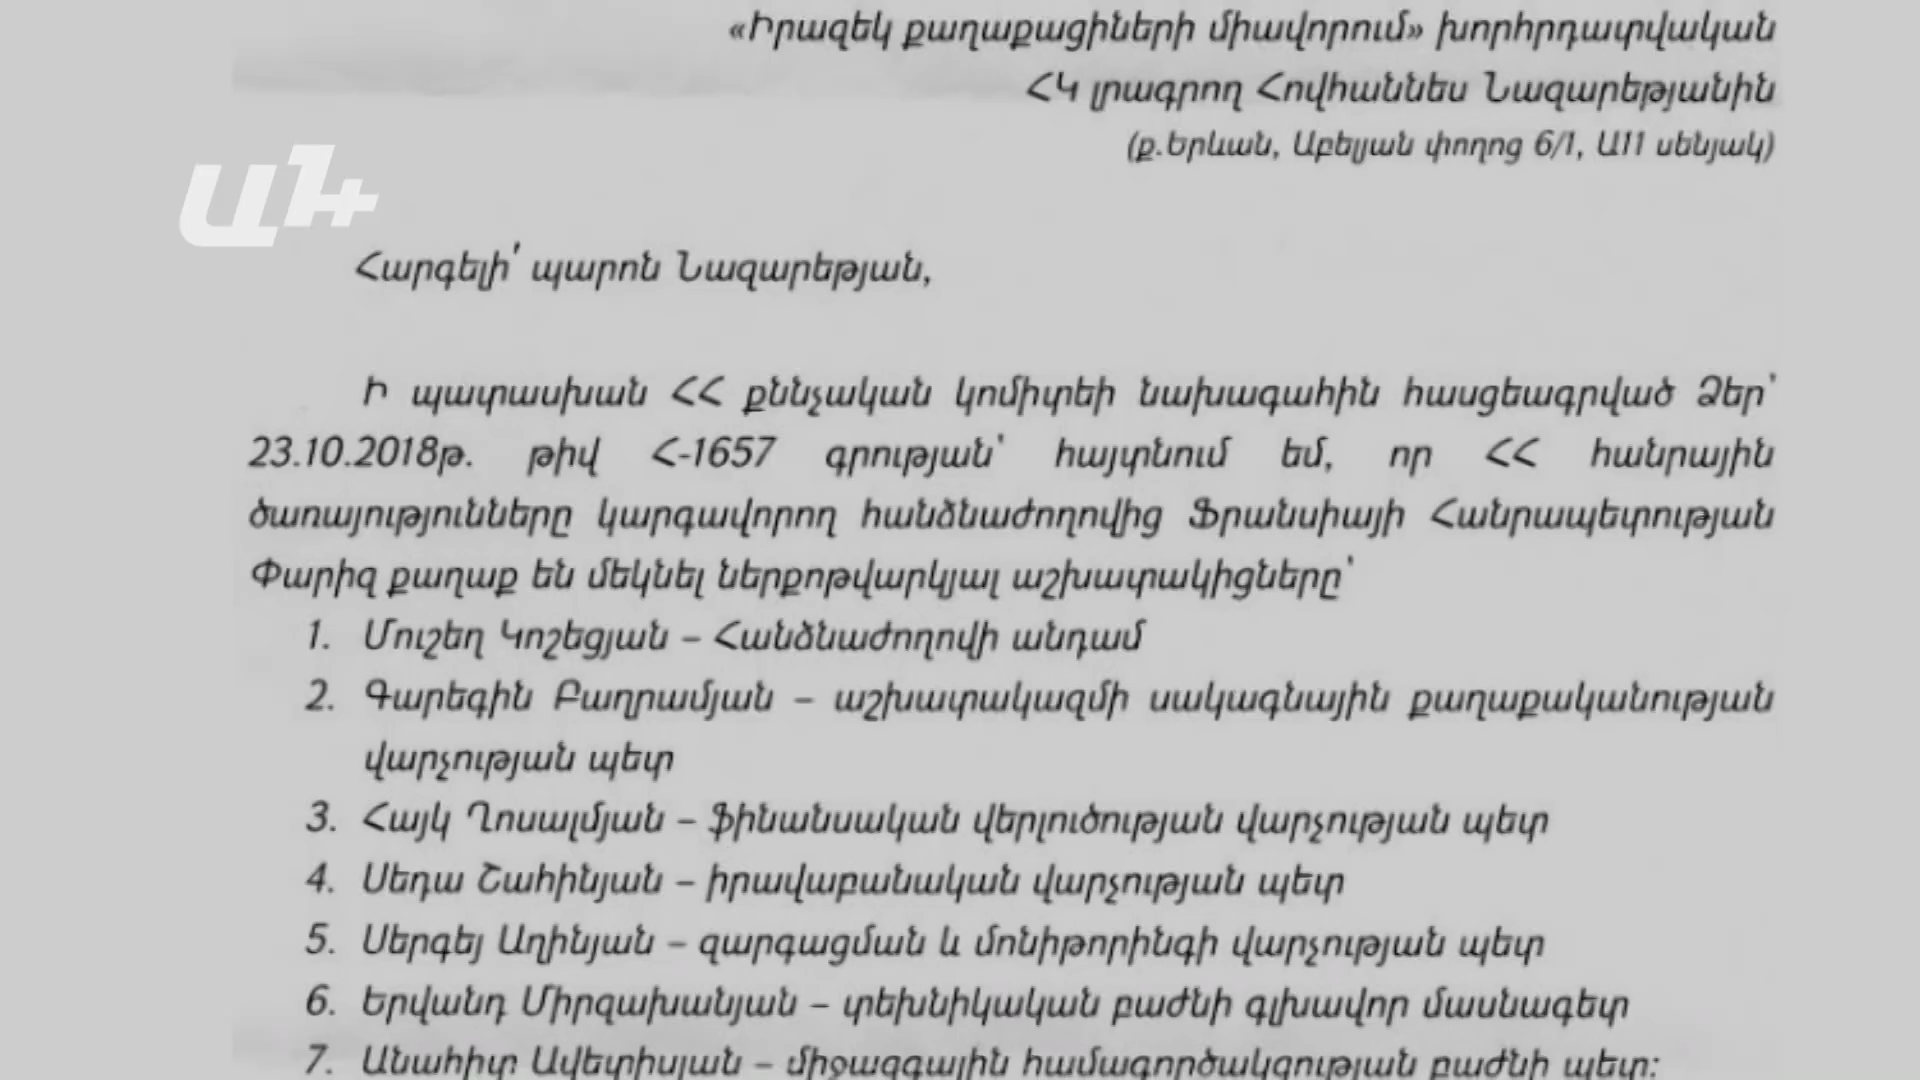 «Իրազեկ քաղաքացիների միավորում» խորհրդատվական
ՀԿ լրագրող Հովհաննես Նազարեթյանին
(ք.Երևան, Աբելյան փողոց 6/1, Ա11 սենյակ)
ան
Հարգելի՛ պարոն Նազարեթյան,
Ի պատասխան ՀՀ քննչական կոմիտեի նախագահին հասցեագրված Ձեր՝
23.10.2018թ. թիվ Հ-1657 գրության՝ հայտնում եմ, որ ՀՀ հանրային
ծառայությունները կարգավորող հանձնաժողովից Ֆրանսիայի Հանրապետության
Փարիզ քաղաք են մեկնել ներքոթվարկյալ աշխատակիցները՝
1. Մուշեղ Կոշեցյան – Հանձնաժողովի անդամ
2. Գարեգին Բաղրամյան – աշխատակազմի սակագնային քաղաքականության
վարչության պետ
3. Հայկ Ղոսալմյան – ֆինանսական վերլուծության վարչության պետ
4. Սեդա Շահինյան – իրավաբանական վարչության պետ
5. Սերգեյ Աղինյան – զարգացման և մոնիթորինգի վարչության պետ
6. Երվանդ Միրզախանյան – տեխնիկական բաժնի գլխավոր մասնագետ
7. Անահիտ Ավետիսյան – միջազգային համագործակցության բաժնի պետ: